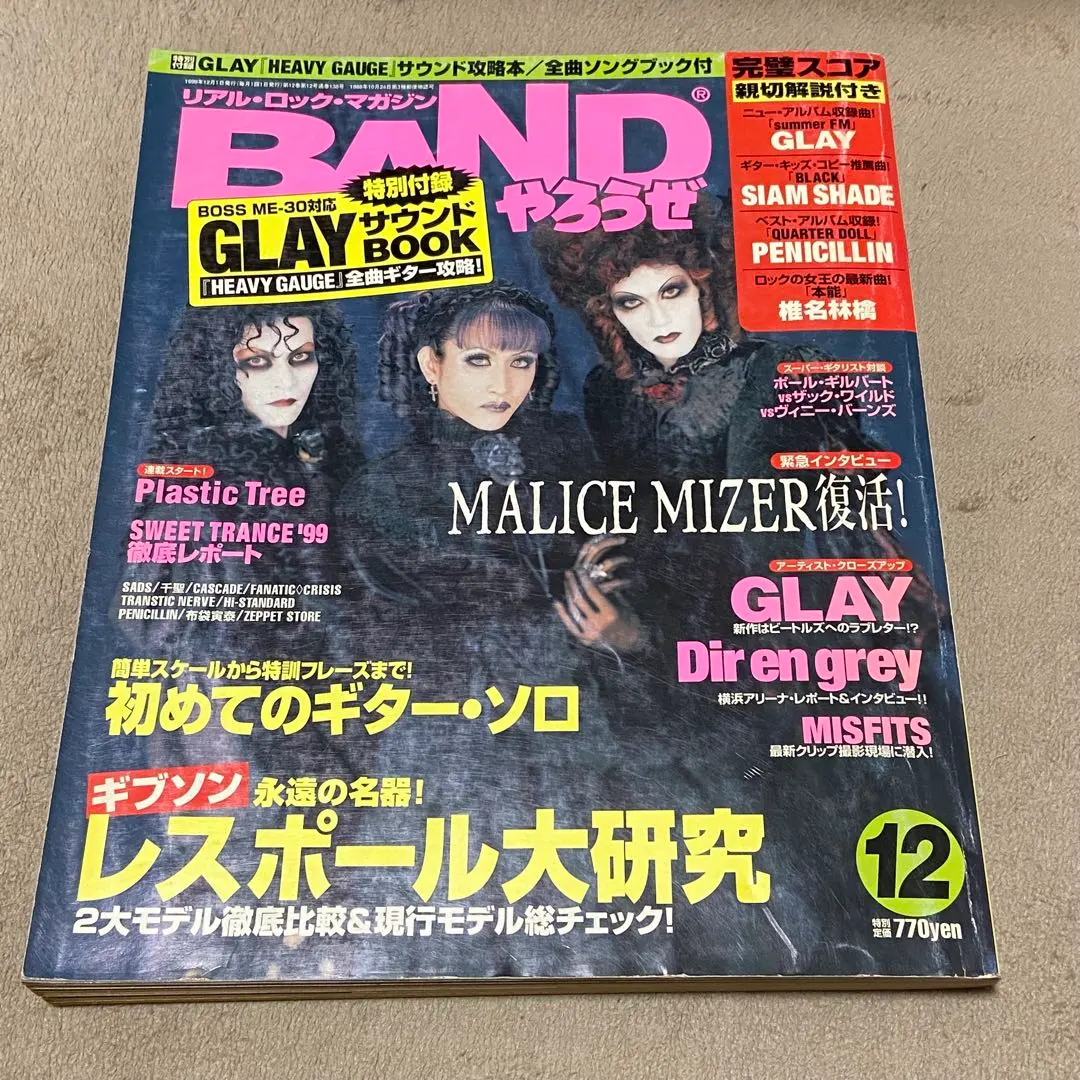 特別付録 GLAY『HEAVY GAUGE』サウンド攻略本／全曲ソングブック付
リアル・ロック・マガジン
BAND®
やろうぜ
特別付録
BOSS ME-30対応
GLAY サウンド BOOK
『HEAVY GAUGE』全曲ギター攻略!
完璧スコア
親切解説付き
ニュー・アルバム収録曲!
「summer FM」
GLAY
ギター・キッズ・コピー推薦曲!
「BLACK」
SIAM SHADE
ベスト・アルバム収録!
「QUARTER DOLL」
PENICILLIN
ロックの女王の最新曲!
「本能」
椎名林檎
スーパー・ギタリスト対談
ポール・ギルバート
vsザック・ワイルド
vsヴィニー・バーンズ
連載スタート!
Plastic Tree
SWEET TRANCE '99
徹底レポート
SADS/千聖/CASCADE/FANATIC◇CRISIS
TRANSTIC NERVE/HI-STANDARD
PENICILLIN/布袋寅泰/ZEPPET STORE
緊急インタビュー
MALICE MIZER復活!
アーティスト・クローズアップ
GLAY
新作はビートルズへのラブレター!?
Dir en grey
横浜アリーナ・レポート&インタビュー!!
MISFITS
最新クリップ撮影現場に潜入!
簡単スケールから特訓フレーズまで!
初めてのギター・ソロ
ギブソン 永遠の名器!
レスポール大研究
2大モデル徹底比較&現行モデル総チェック!
12
特別定価 770yen